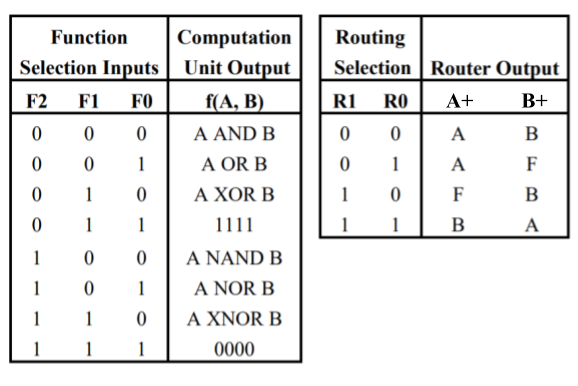 Function
Selection Inputs
Computation
Unit Output
F2 F1 F0 f(A, B)
0 0 0 A AND B
0 0 1 A OR B
0 1 0 A XOR B
0 1 1 1111
1 0 0 A NAND B
1 0 1 A NOR B
1 1 0 A XNOR B
1 1 1 0000
Routing
Selection
Router Output
R1 R0 A+ B+
0 0 A B
0 1 A F
1 0 F B
1 1 B A